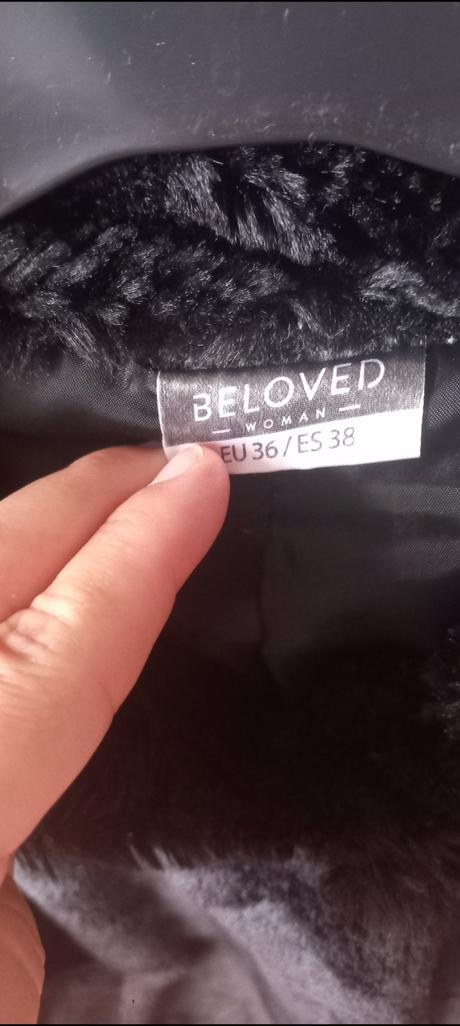 BELOVED
— WOMAN —
EU 36 / ES 38